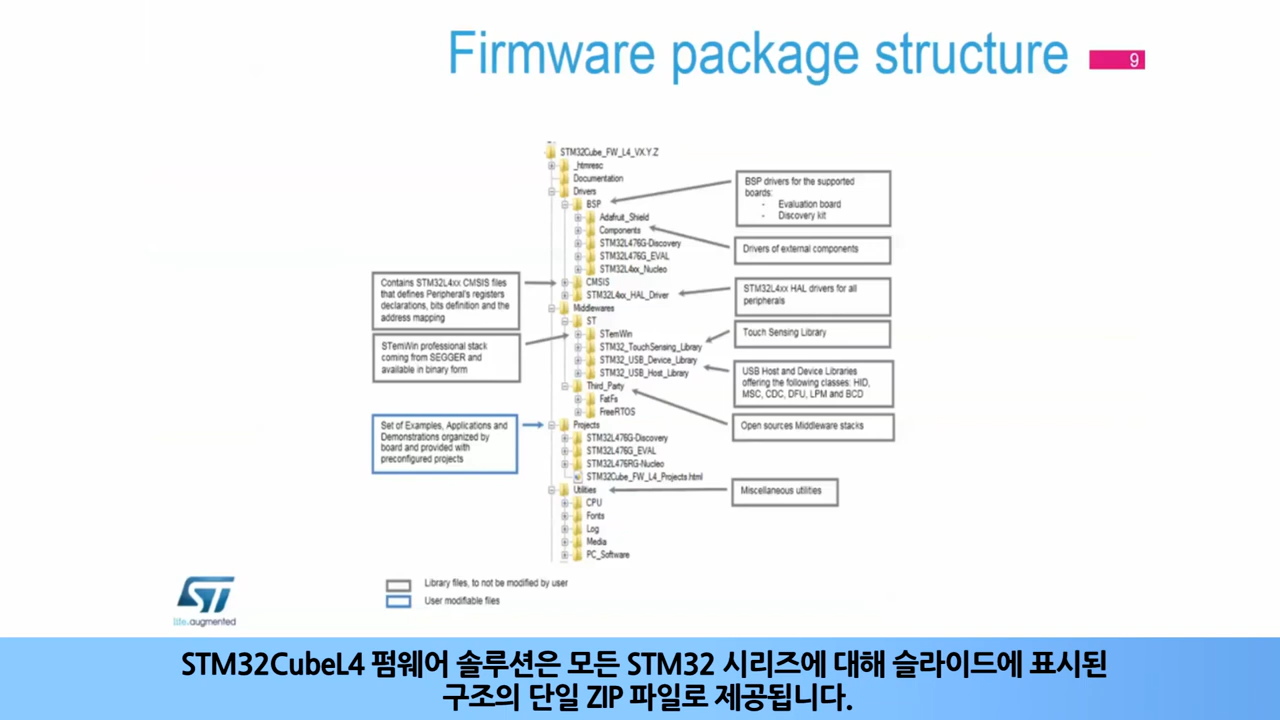 Firmware package structure
9
STM32Cube_FW_L4_VX.Y.Z
_htmresc
Documentation
Drivers
BSP
Adafruit_Shield
Components
STM32L476G-Discovery
STM32L476G_EVAL
STM32L4xx_Nucleo
CMSIS
STM32L4xx_HAL_Driver
Middlewares
ST
STemWin
STM32_TouchSensing_Library
STM32_USB_Device_Library
STM32_USB_Host_Library
Third_Party
FatFs
FreeRTOS
Projects
STM32L476G-Discovery
STM32L476G_EVAL
STM32L476RG-Nucleo
STM32Cube_FW_L4_Projects.html
Utilities
CPU
Fonts
Log
Media
PC_Software
Contains STM32L4xx CMSIS files
that defines Peripheral's registers
declarations, bits definition and the
address mapping
STemWin professional stack
coming from SEGGER and
available in binary form
Set of Examples, Applications and
Demonstrations organized by
board and provided with
preconfigured projects
BSP drivers for the supported
boards:
- Evaluation board
- Discovery kit
Drivers of external components
STM32L4xx HAL drivers for all
peripherals
Touch Sensing Library
USB Host and Device Libraries
offering the following classes: HID,
MSC, CDC, DFU, LPM and BCD
Open sources Middleware stacks
Miscellaneous utilities
Library files, to not be modified by user
User modifiable files
ST
life.augmented
STM32CubeL4 펌웨어 솔루션은 모든 STM32 시리즈에 대해 슬라이드에 표시된
구조의 단일 ZIP 파일로 제공됩니다.